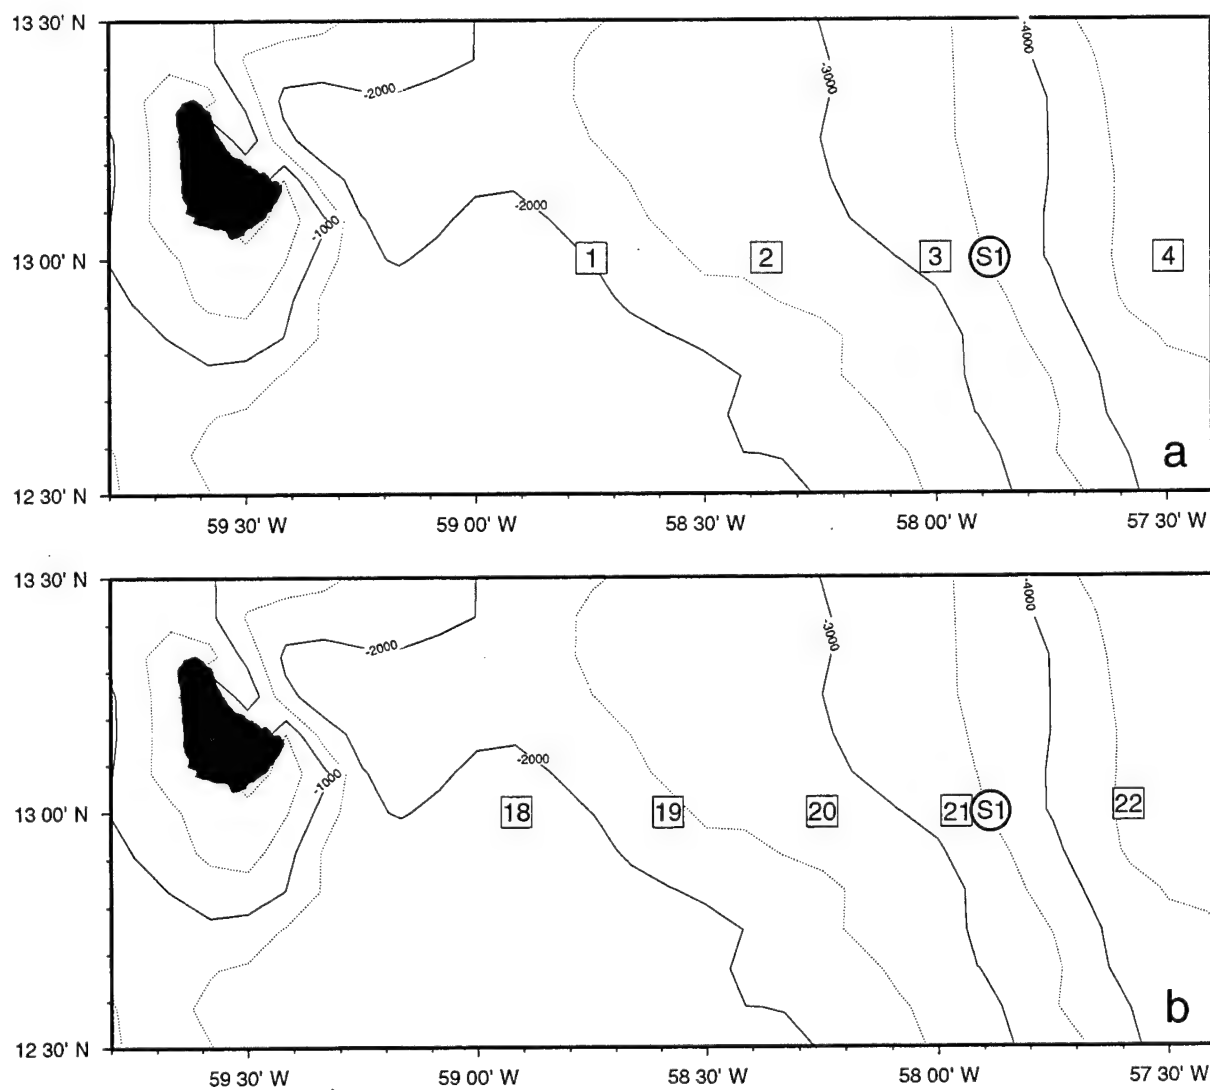 13 30' N
-4000
-3000
-2000
-2000
-1000
13 00' N
1
2
3
S1
4
a
12 30' N
59 30' W
59 00' W
58 30' W
58 00' W
57 30' W
13 30' N
-4000
-3000
-2000
-2000
-1000
13 00' N
18
19
20
21
S1
22
b
12 30' N
59 30' W
59 00' W
58 30' W
58 00' W
57 30' W